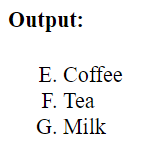 Output:
E. Coffee
F. Tea
G. Milk